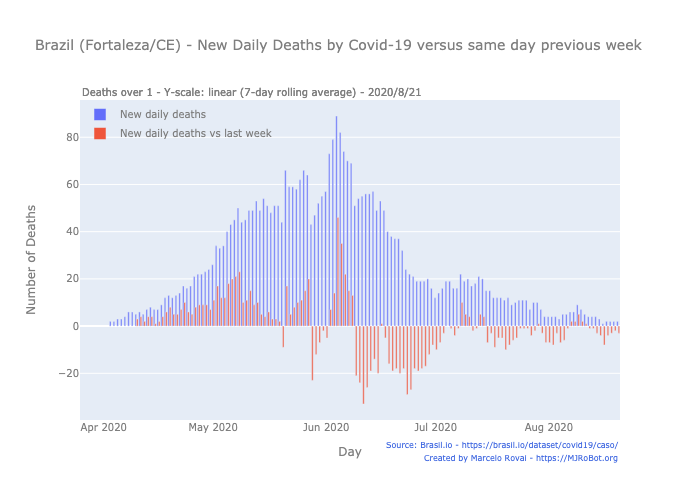 Brazil (Fortaleza/CE) - New Daily Deaths by Covid-19 versus same day previous week
Deaths over 1 - Y-scale: linear (7-day rolling average) - 2020/8/21
New daily deaths
New daily deaths vs last week
80
60
40
20
0
−20
Number of Deaths
Apr 2020 May 2020 Jun 2020 Jul 2020 Aug 2020
Day
Source: Brasil.io - https://brasil.io/dataset/covid19/caso/
Created by Marcelo Rovai - https://MJRoBot.org